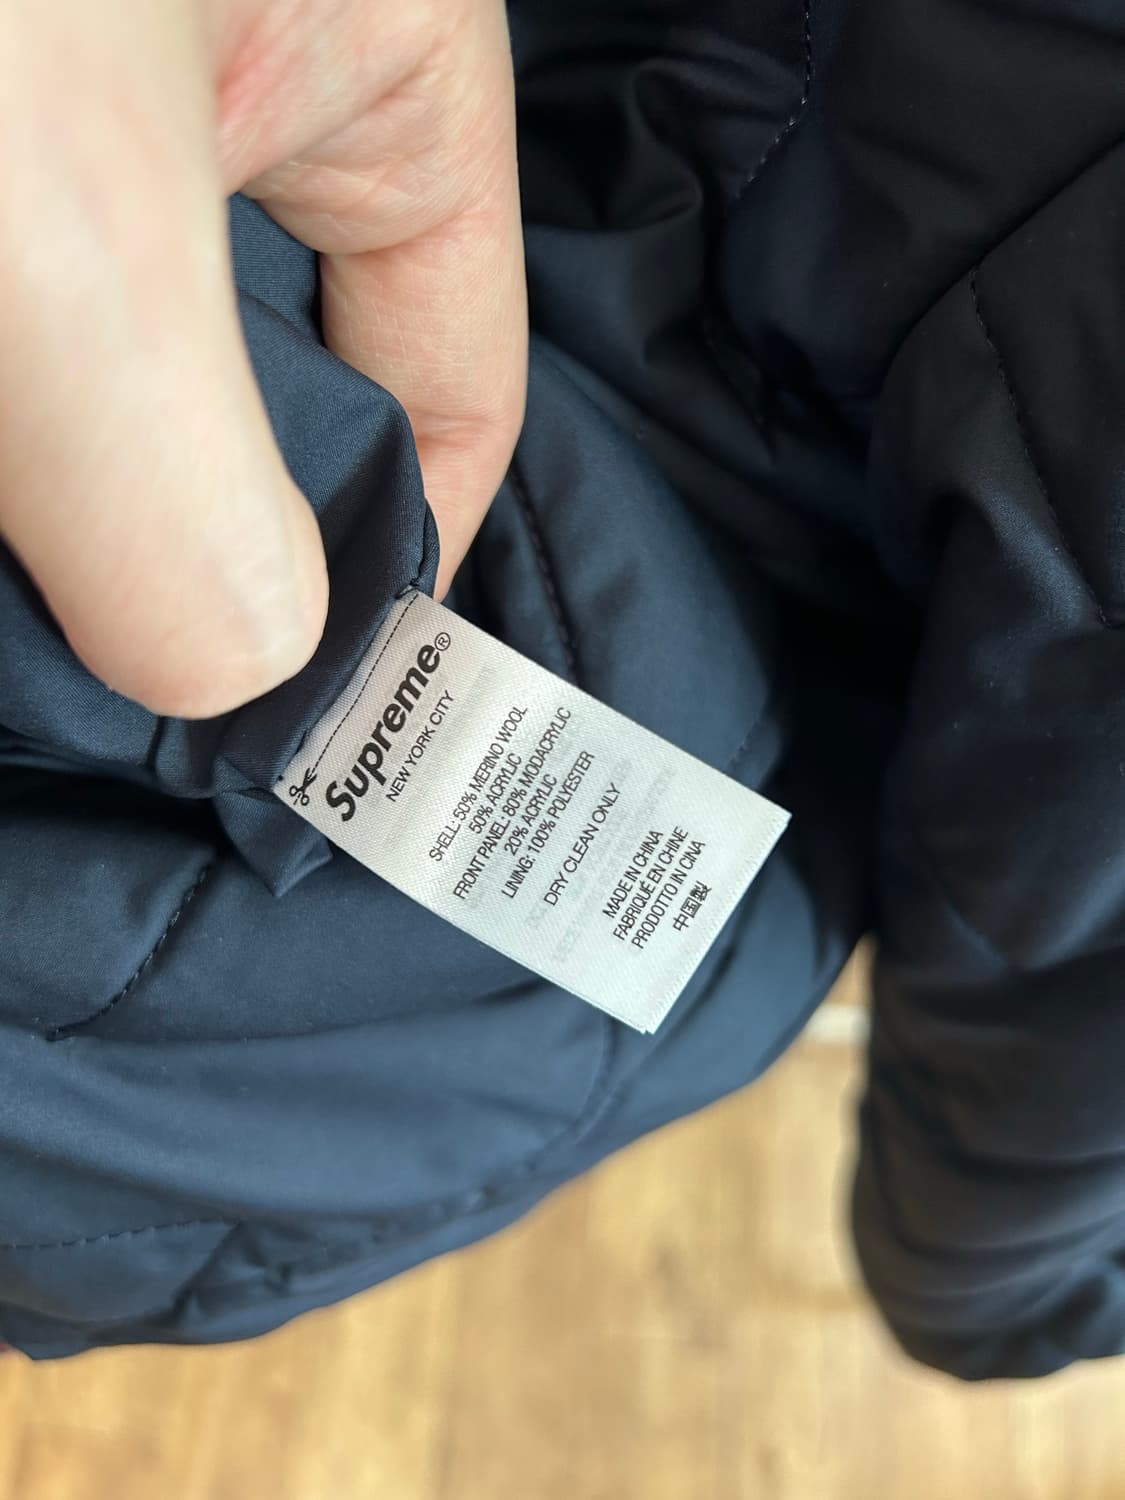 Supreme®
NEW YORK CITY
SHELL: 50% MERINO WOOL
50% ACRYLIC
FRONT PANEL: 80% MODACRYLIC
20% ACRYLIC
LINING: 100% POLYESTER
DRY CLEAN ONLY
MADE IN CHINA
FABRIQUÉ EN CHINE
PRODOTTO IN CINA
中国製